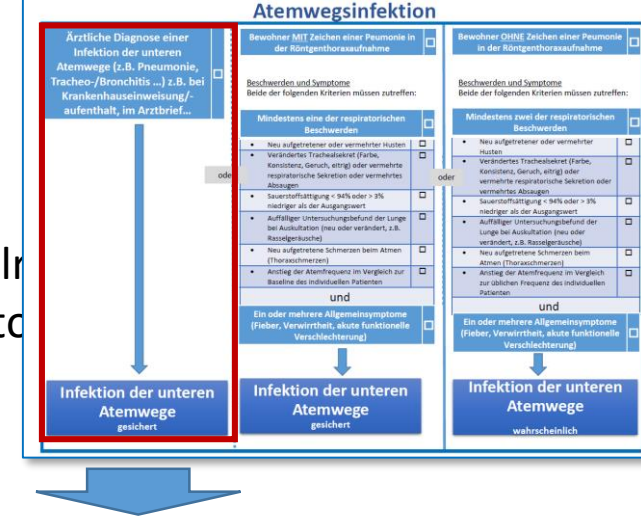 Atemwegsinfektion
Ärztliche Diagnose einer
Infektion der unteren
Atemwege (z.B. Pneumonie,
Tracheo-/Bronchitis ...) z.B. bei
Krankenhauseinweisung/-
aufenthalt, im Arztbrief...
Infektion der unteren
Atemwege
gesichert
oder
Bewohner MIT Zeichen einer Peumonie in
der Röntgenthoraxaufnahme
Beschwerden und Symptome
Beide der folgenden Kriterien müssen zutreffen:
Mindestens eine der respiratorischen
Beschwerden
• Neu aufgetretener oder vermehrter Husten
• Verändertes Trachealsekret (Farbe,
Konsistenz, Geruch, eitrig) oder vermehrte
respiratorische Sekretion oder vermehrtes
Absaugen
• Sauerstoffsättigung < 94% oder > 3%
niedriger als der Ausgangswert
• Auffälliger Untersuchungsbefund der Lunge
bei Auskultation (neu oder verändert, z.B.
Rasselgeräusche)
• Neu aufgetretene Schmerzen beim Atmen
(Thoraxschmerzen)
• Anstieg der Atemfrequenz im Vergleich zur
Baseline des individuellen Patienten
und
Ein oder mehrere Allgemeinsymptome
(Fieber, Verwirrtheit, akute funktionelle
Verschlechterung)
Infektion der unteren
Atemwege
gesichert
oder
Bewohner OHNE Zeichen einer Peumonie
in der Röntgenthoraxaufnahme
Beschwerden und Symptome
Beide der folgenden Kriterien müssen zutreffen:
Mindestens zwei der respiratorischen
Beschwerden
• Neu aufgetretener oder vermehrter
Husten
• Verändertes Trachealsekret (Farbe,
Konsistenz, Geruch, eitrig) oder
vermehrte respiratorische Sekretion oder
vermehrtes Absaugen
• Sauerstoffsättigung < 94% oder > 3%
niedriger als der Ausgangswert
• Auffälliger Untersuchungsbefund der
Lunge bei Auskultation (neu oder
verändert, z.B. Rasselgeräusche)
• Neu aufgetretene Schmerzen beim
Atmen (Thoraxschmerzen)
• Anstieg der Atemfrequenz im Vergleich
zur üblichen Frequenz des individuellen
Patienten
und
Ein oder mehrere Allgemeinsymptome
(Fieber, Verwirrtheit, akute funktionelle
Verschlechterung)
Infektion der unteren
Atemwege
wahrscheinlich